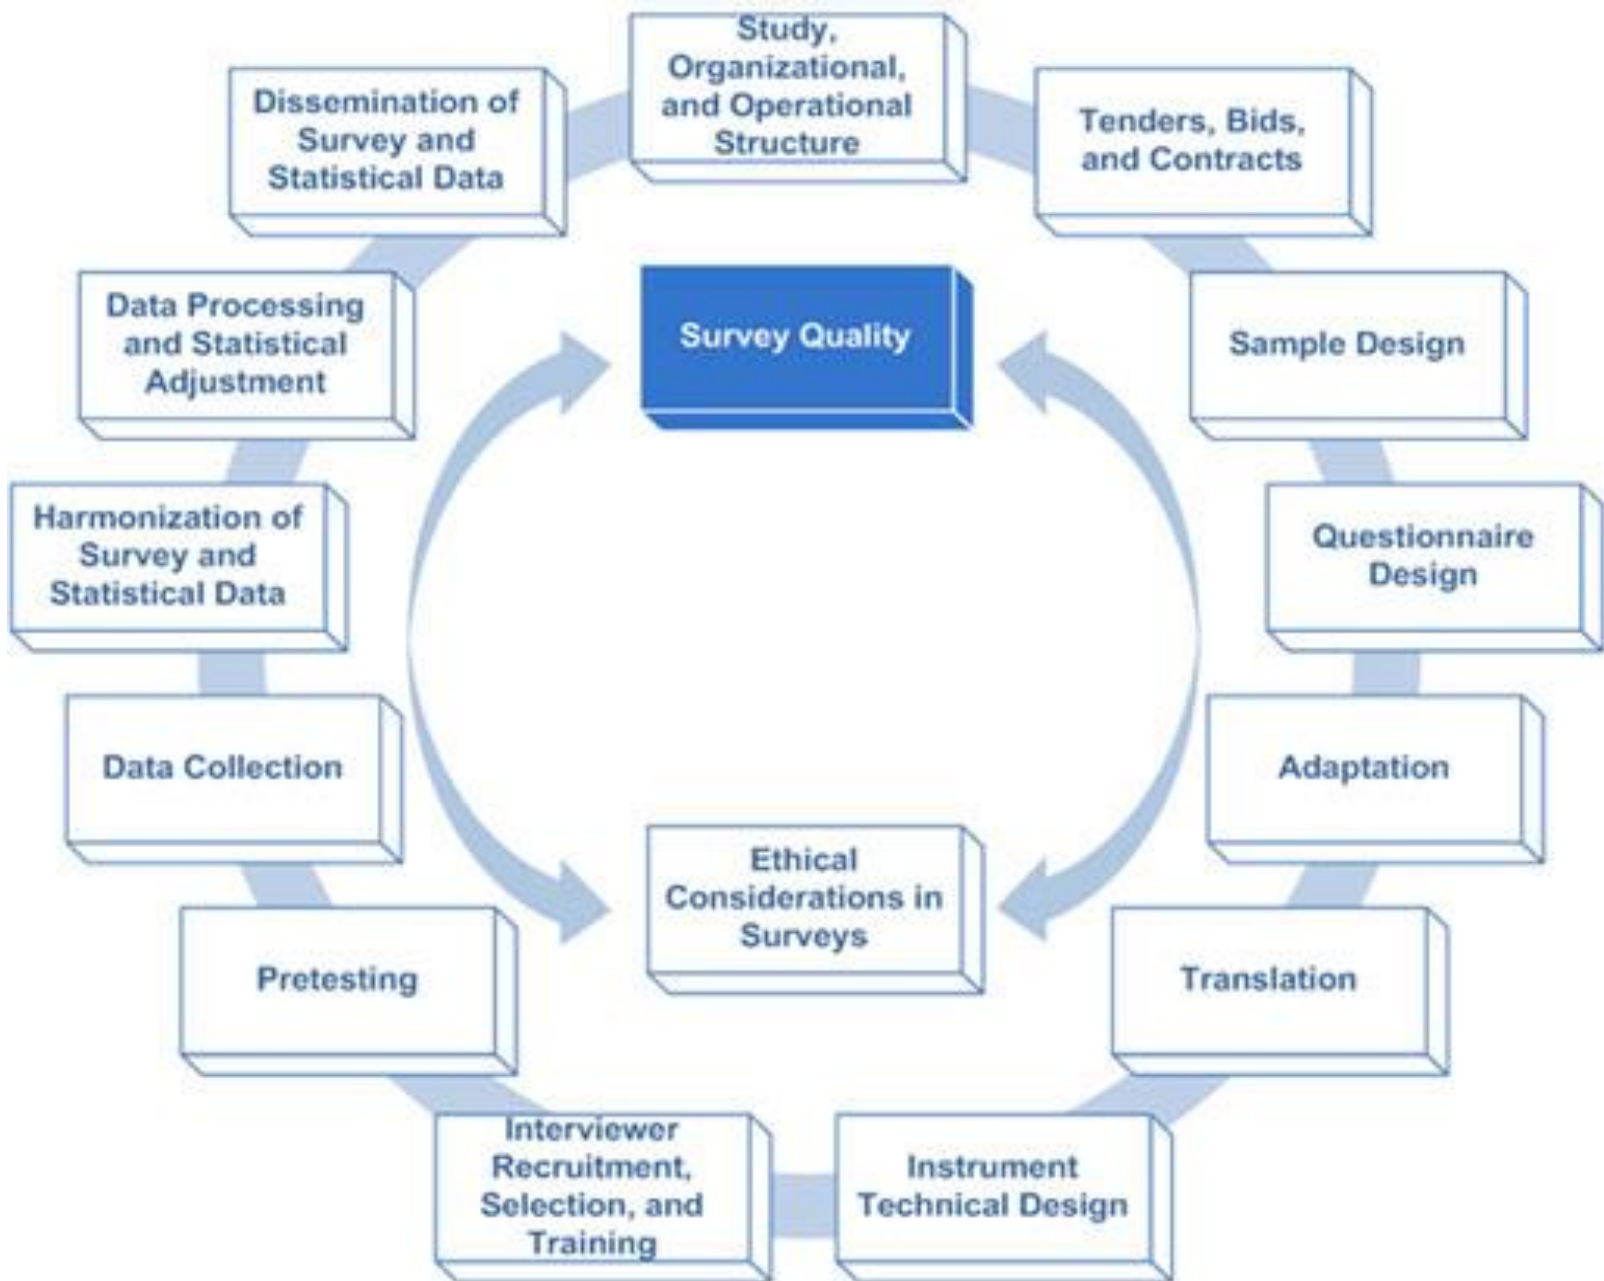 Study,
Organizational,
and Operational
Structure
Tenders, Bids,
and Contracts
Sample Design
Questionnaire
Design
Adaptation
Translation
Instrument
Technical Design
Interviewer
Recruitment,
Selection, and
Training
Pretesting
Data Collection
Harmonization of
Survey and
Statistical Data
Data Processing
and Statistical
Adjustment
Dissemination of
Survey and
Statistical Data
Survey Quality
Ethical
Considerations in
Surveys